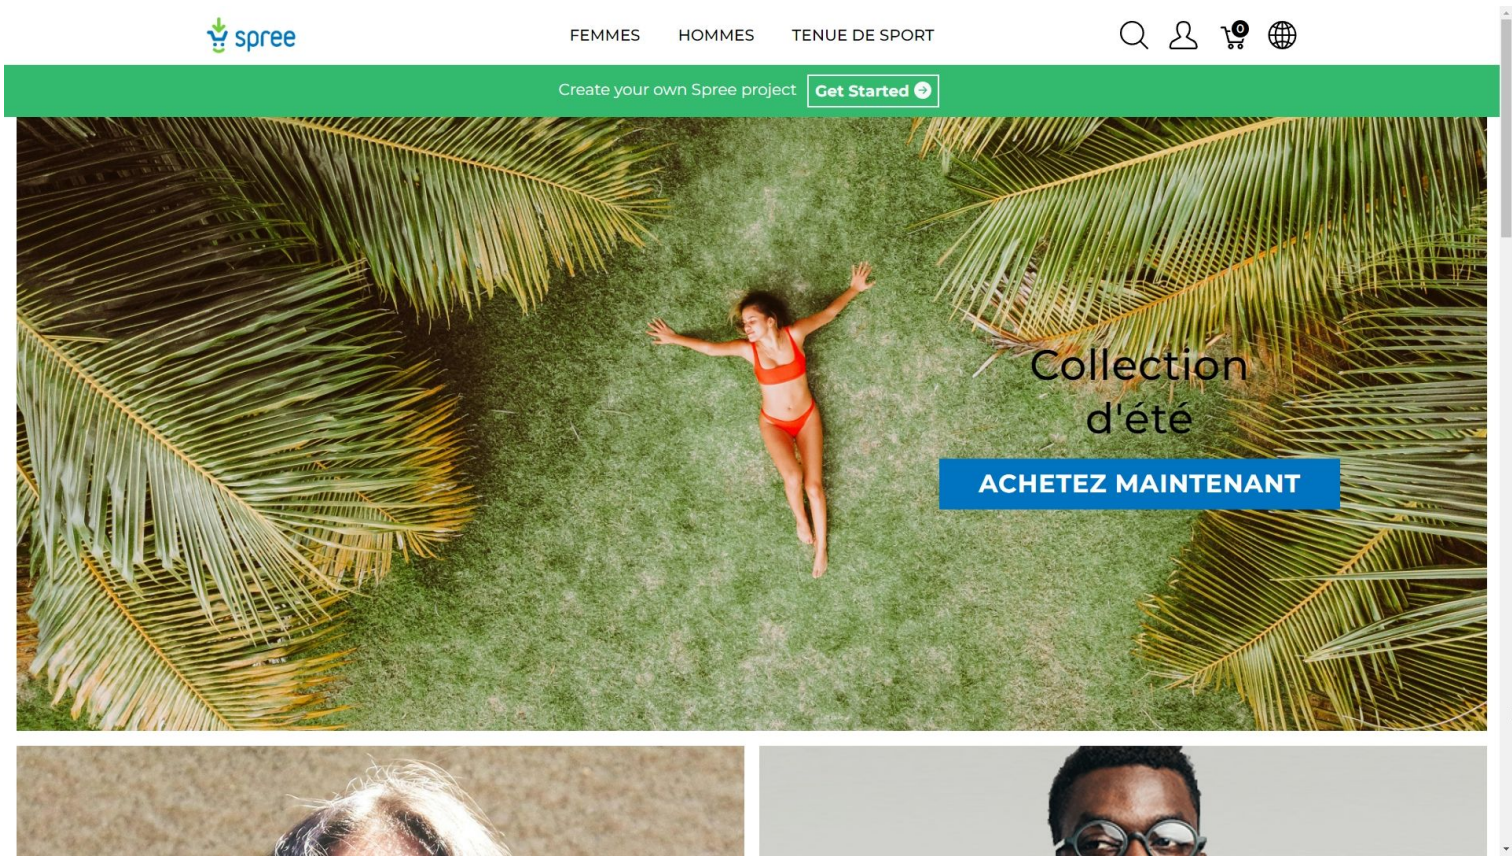 spree
FEMMES HOMMES TENUE DE SPORT
0
Create your own Spree project Get Started
Collection
d'été
ACHETEZ MAINTENANT